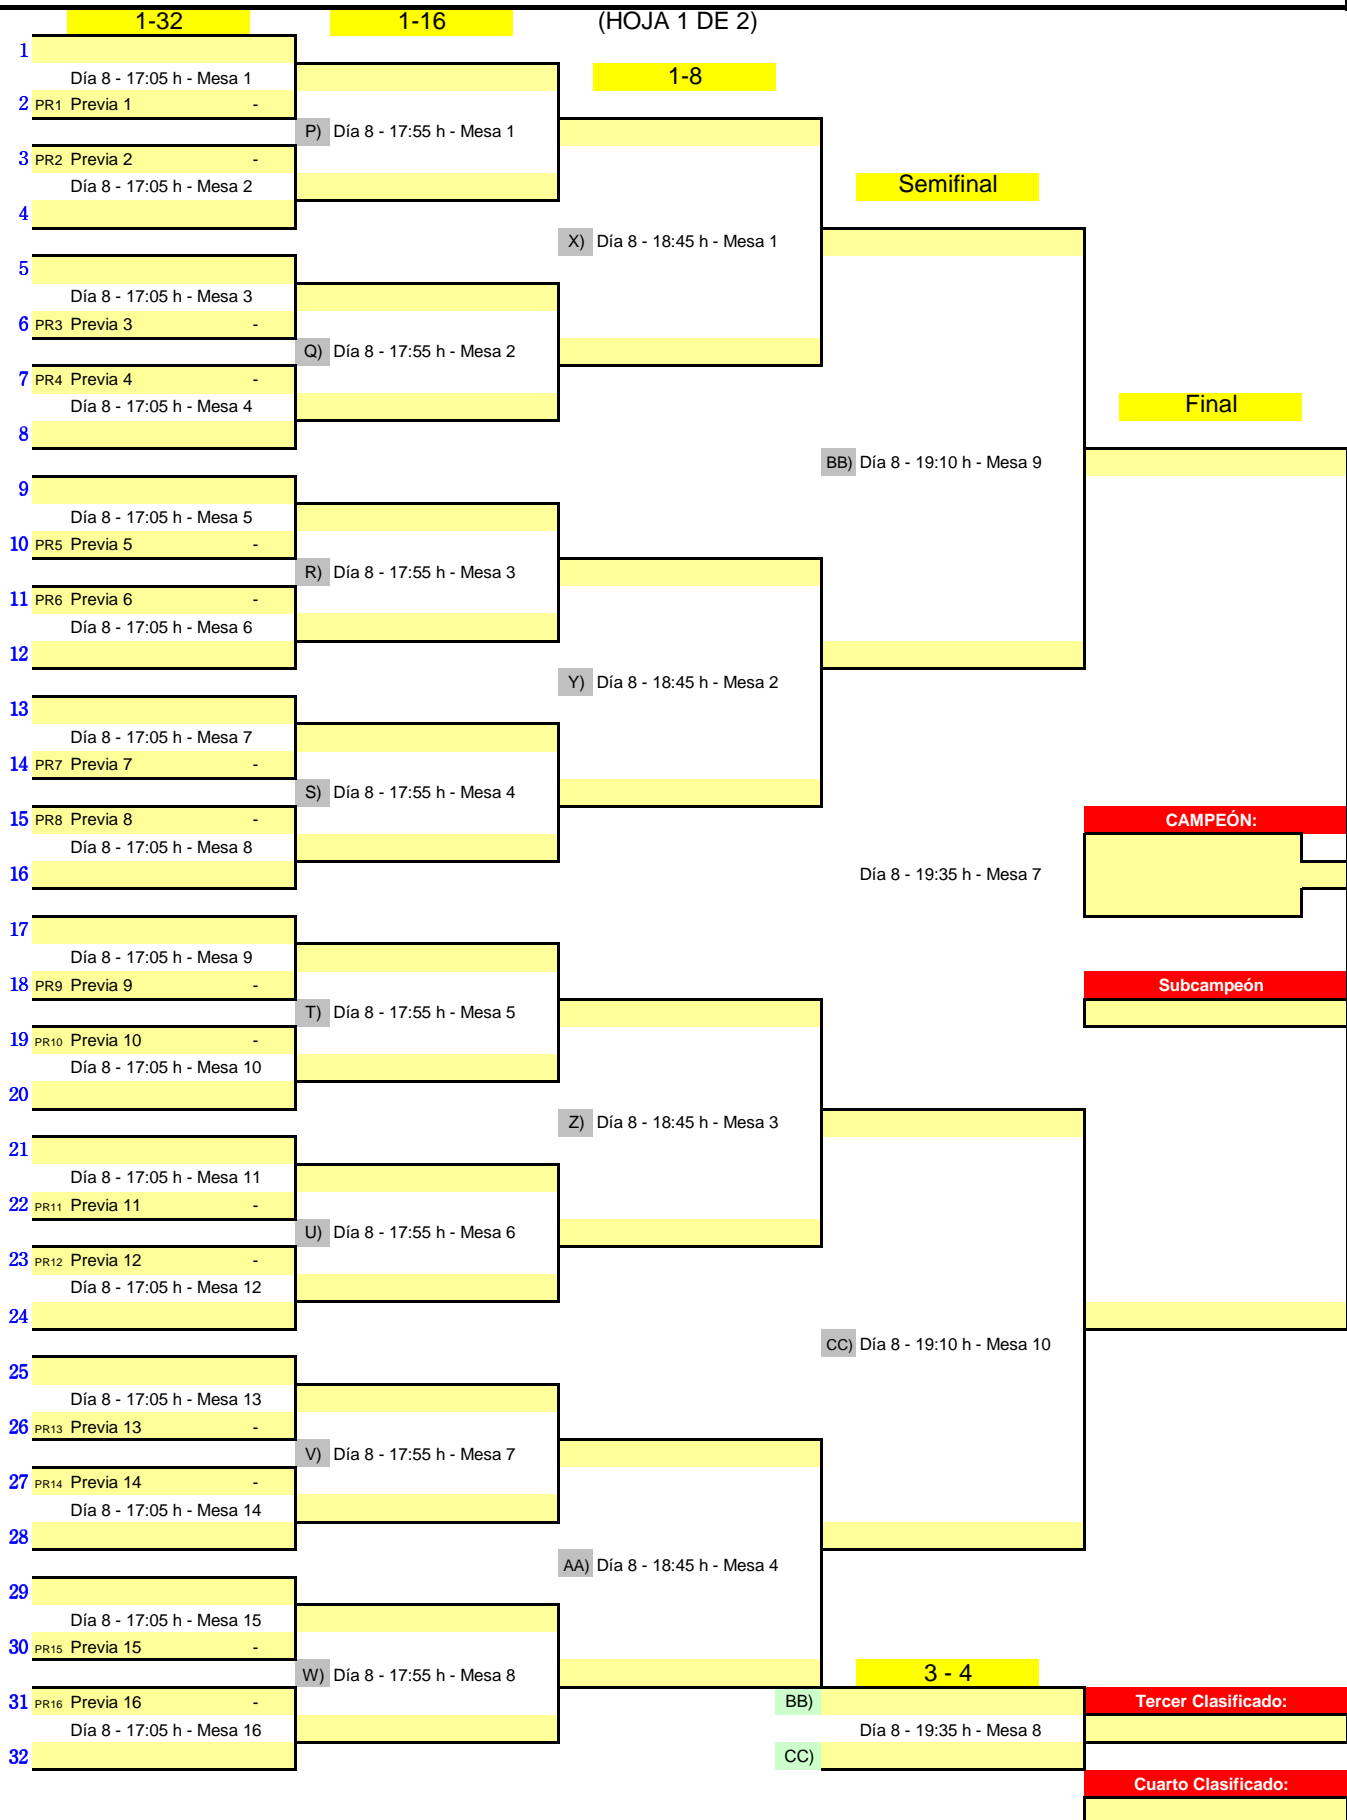 1-32 1-16 (HOJA 1 DE 2)
1
Día 8 - 17:05 h - Mesa 1 1-8
2 PR1 Previa 1 -
P) Día 8 - 17:55 h - Mesa 1
3 PR2 Previa 2 -
Día 8 - 17:05 h - Mesa 2 Semifinal
4
X) Día 8 - 18:45 h - Mesa 1
5
Día 8 - 17:05 h - Mesa 3
6 PR3 Previa 3 -
Q) Día 8 - 17:55 h - Mesa 2
7 PR4 Previa 4 -
Día 8 - 17:05 h - Mesa 4 Final
8
BB) Día 8 - 19:10 h - Mesa 9
9
Día 8 - 17:05 h - Mesa 5
10 PR5 Previa 5 -
R) Día 8 - 17:55 h - Mesa 3
11 PR6 Previa 6 -
Día 8 - 17:05 h - Mesa 6
12
Y) Día 8 - 18:45 h - Mesa 2
13
Día 8 - 17:05 h - Mesa 7
14 PR7 Previa 7 -
S) Día 8 - 17:55 h - Mesa 4
15 PR8 Previa 8 - CAMPEÓN:
Día 8 - 17:05 h - Mesa 8
16 Día 8 - 19:35 h - Mesa 7
17
Día 8 - 17:05 h - Mesa 9
18 PR9 Previa 9 - Subcampeón
T) Día 8 - 17:55 h - Mesa 5
19 PR10 Previa 10 -
Día 8 - 17:05 h - Mesa 10
20
Z) Día 8 - 18:45 h - Mesa 3
21
Día 8 - 17:05 h - Mesa 11
22 PR11 Previa 11 -
U) Día 8 - 17:55 h - Mesa 6
23 PR12 Previa 12 -
Día 8 - 17:05 h - Mesa 12
24
CC) Día 8 - 19:10 h - Mesa 10
25
Día 8 - 17:05 h - Mesa 13
26 PR13 Previa 13 -
V) Día 8 - 17:55 h - Mesa 7
27 PR14 Previa 14 -
Día 8 - 17:05 h - Mesa 14
28
AA) Día 8 - 18:45 h - Mesa 4
29
Día 8 - 17:05 h - Mesa 15
30 PR15 Previa 15 -
W) Día 8 - 17:55 h - Mesa 8 3 - 4
31 PR16 Previa 16 - BB) Tercer Clasificado:
Día 8 - 17:05 h - Mesa 16 Día 8 - 19:35 h - Mesa 8
32 CC)
Cuarto Clasificado: